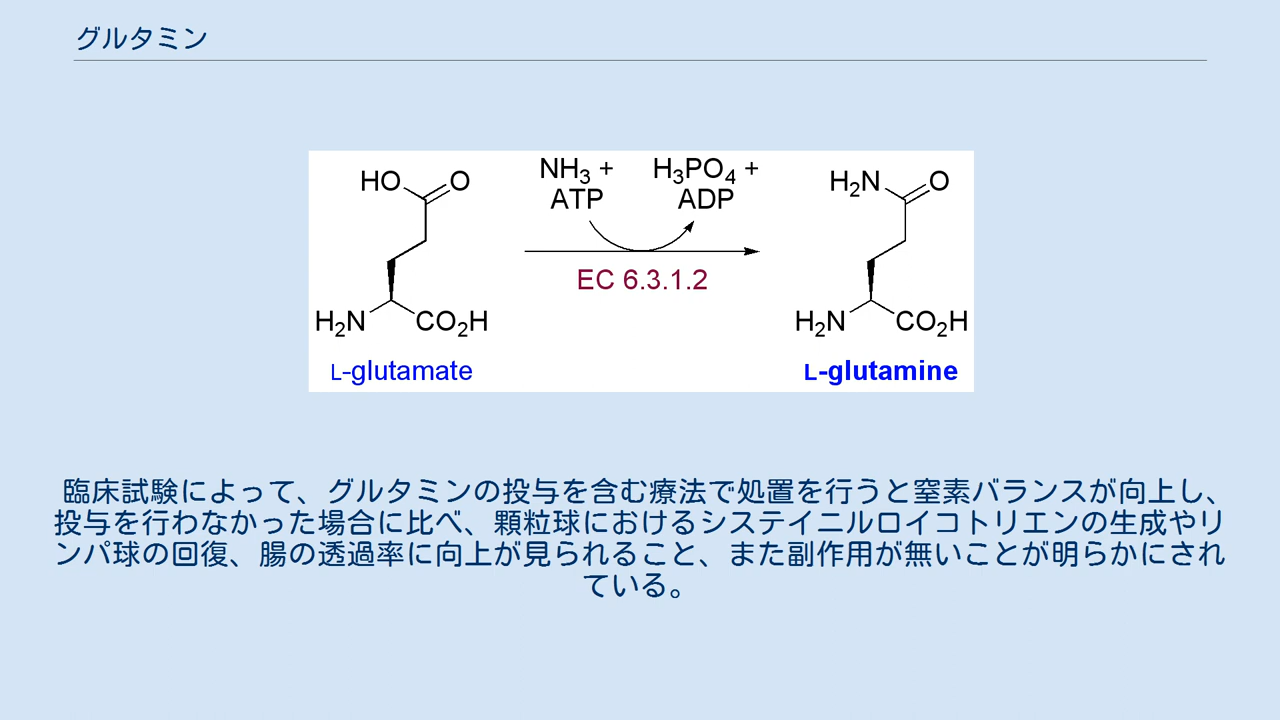 グルタミン
NH3 +
ATP
H3PO4 +
ADP
HO
O
H2N
O
EC 6.3.1.2
H2N
CO2H
H2N
CO2H
L-glutamate
L-glutamine
臨床試験によって、グルタミンの投与を含む療法で処置を行うと窒素バランスが向上し、
投与を行わなかった場合に比べ、顆粒球におけるシステイニルロイコトリエンの生成やリ
ンパ球の回復、腸の透過率に向上が見られること、また副作用が無いことが明らかにされ
ている。